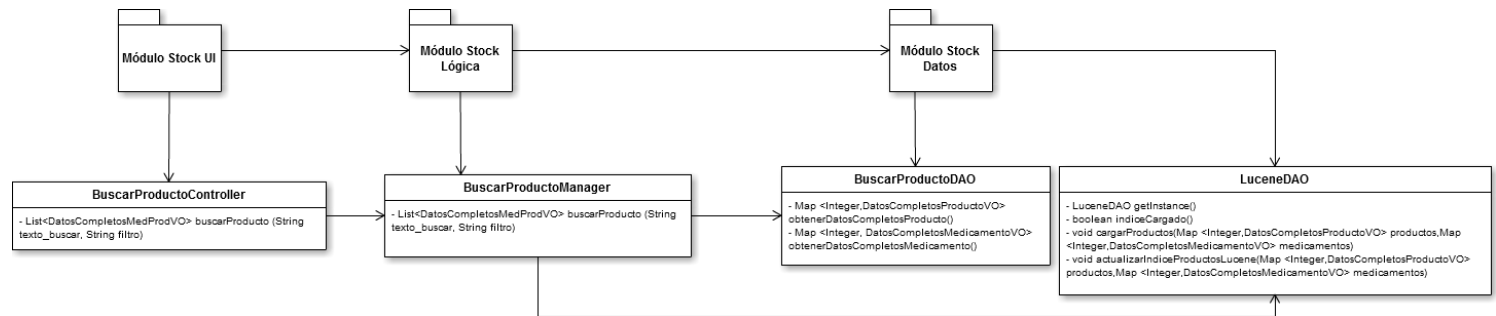 Módulo Stock UI
Módulo Stock
Lógica
Módulo Stock
Datos
BuscarProductoController
- List<DatosCompletosMedProdVO> buscarProducto (String
texto_buscar, String filtro)
BuscarProductoManager
- List<DatosCompletosMedProdVO> buscarProducto (String
texto_buscar, String filtro)
BuscarProductoDAO
- Map <Integer,DatosCompletosProductoVO>
obtenerDatosCompletosProducto()
- Map <Integer, DatosCompletosMedicamentoVO>
obtenerDatosCompletosMedicamento()
LuceneDAO
- LuceneDAO getInstance()
- boolean indiceCargado()
- void cargarProductos(Map <Integer,DatosCompletosProductoVO> productos,Map
<Integer,DatosCompletosMedicamentoVO> medicamentos)
- void actualizarIndiceProductosLucene(Map <Integer,DatosCompletosProductoVO>
productos,Map <Integer,DatosCompletosMedicamentoVO> medicamentos)